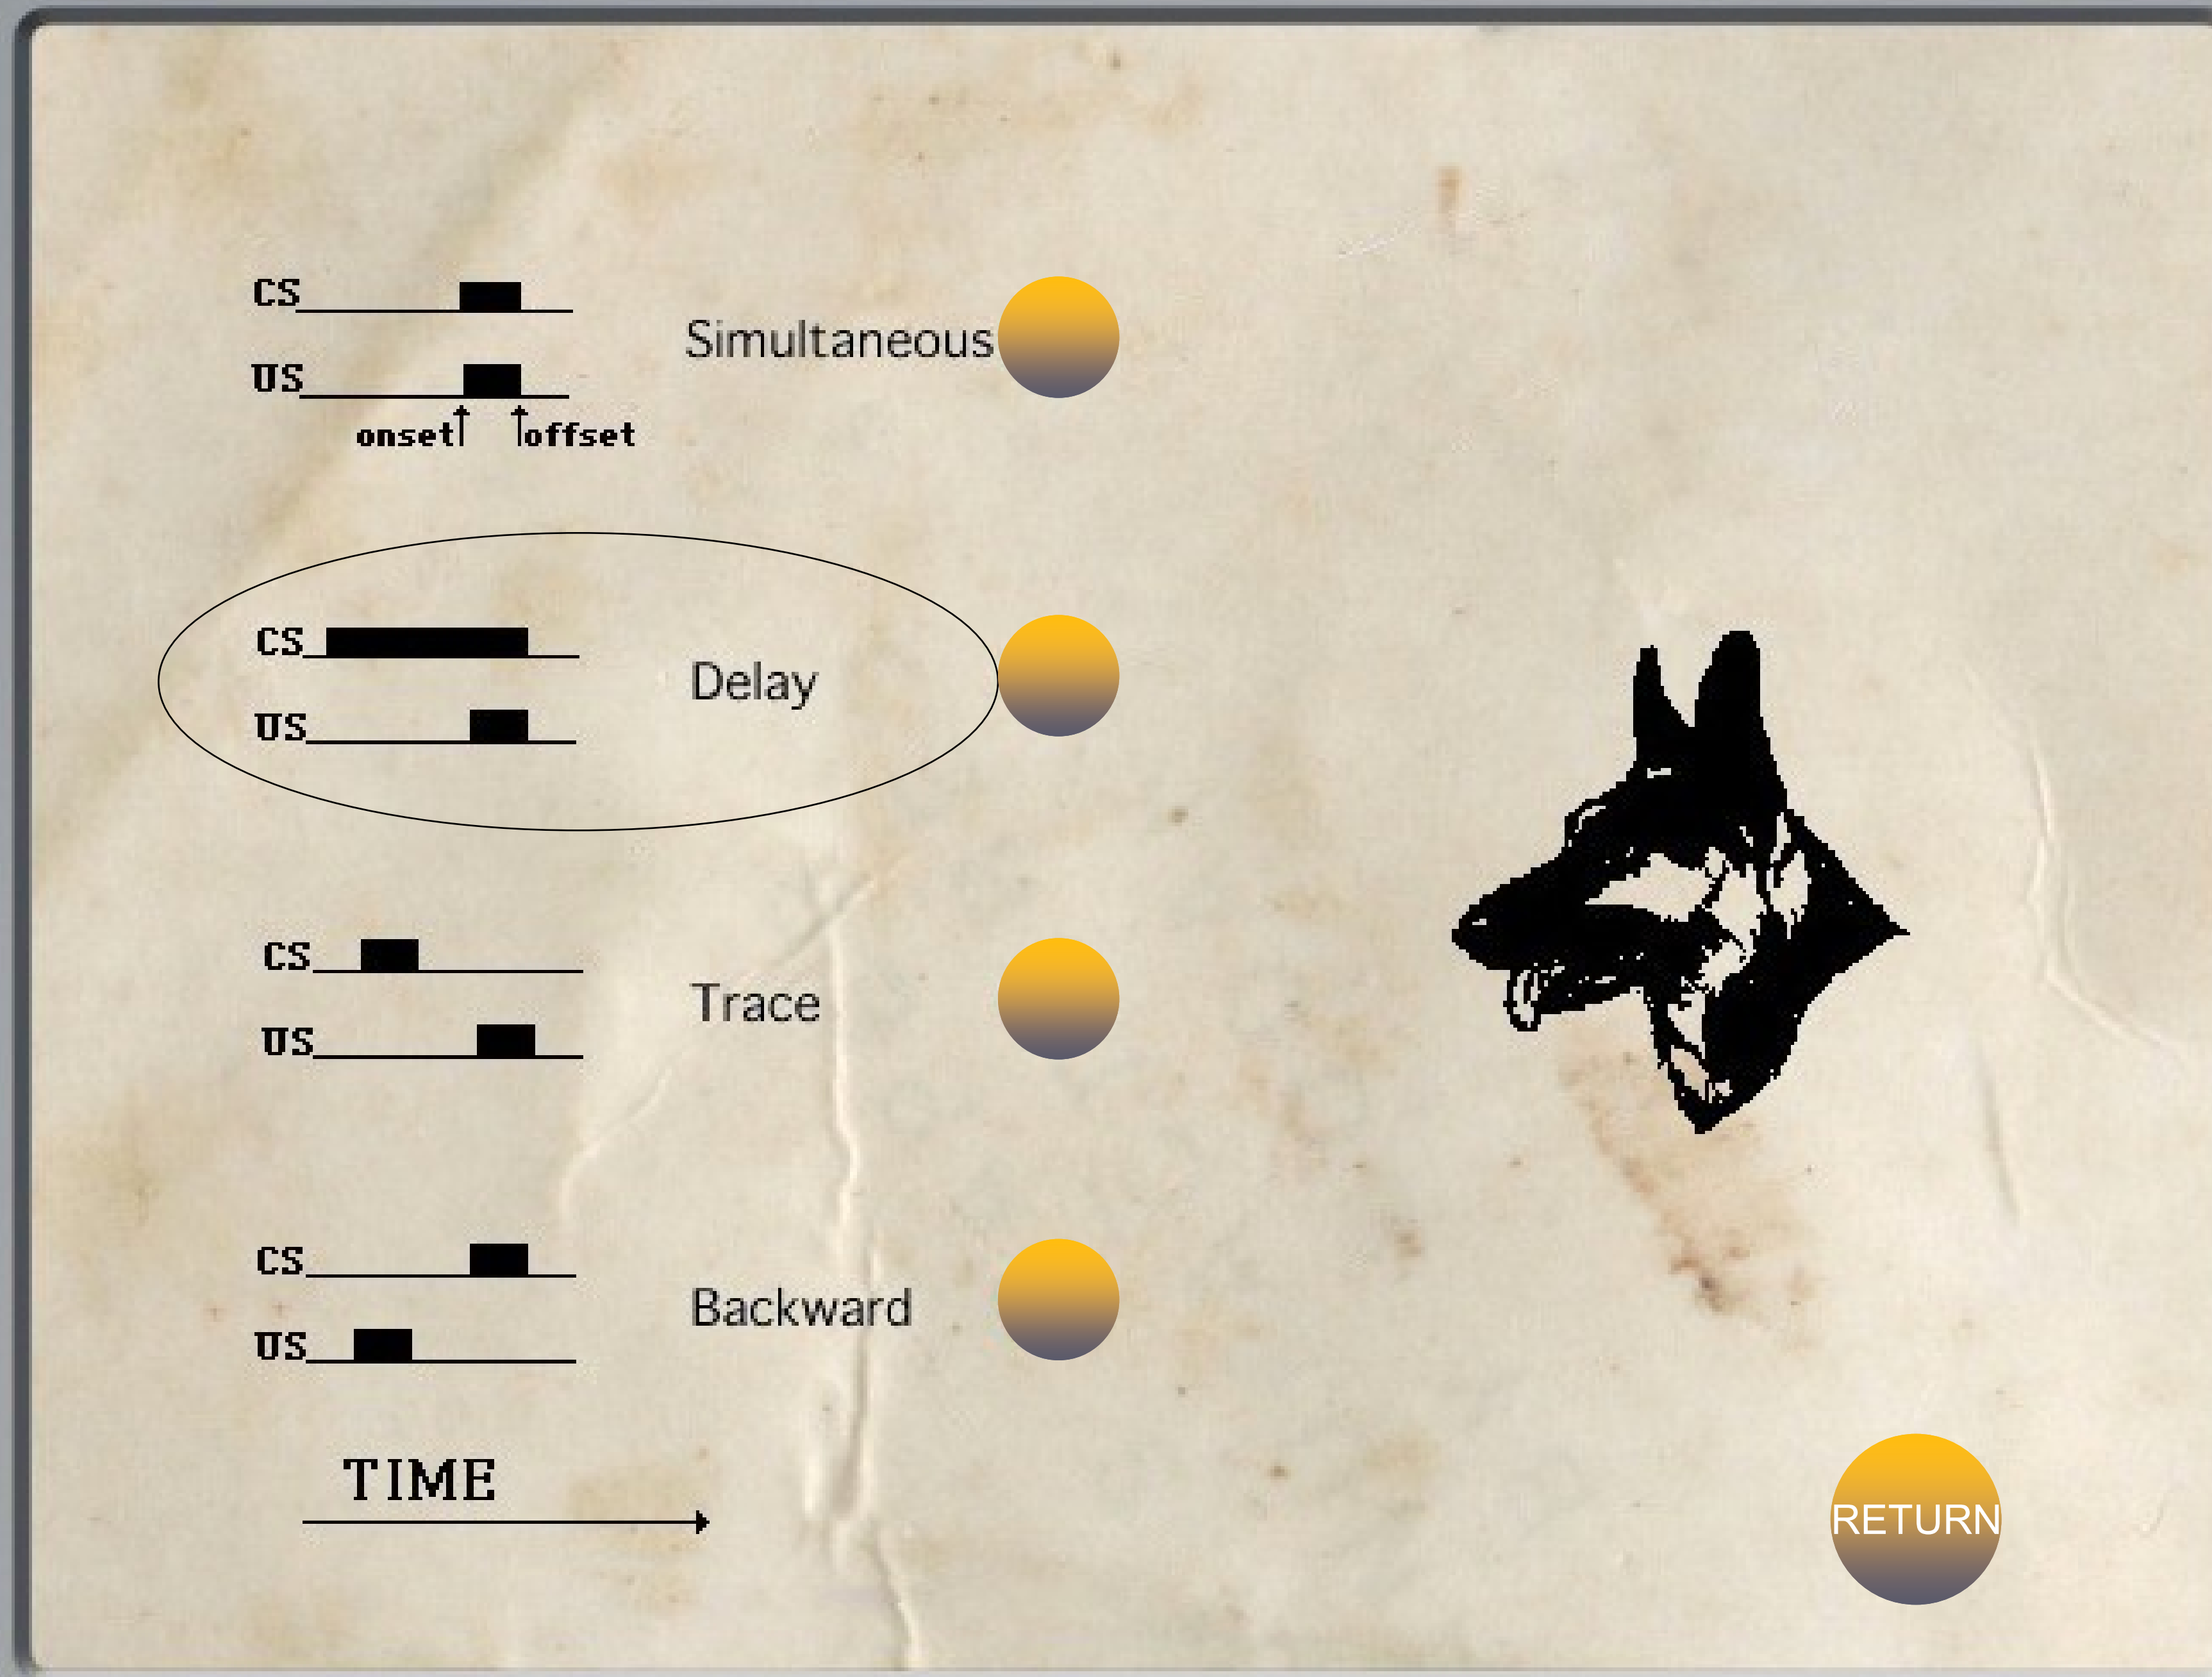 CS
US
onset offset
Simultaneous
CS
US
Delay
CS
US
Trace
CS
US
Backward
TIME
RETURN